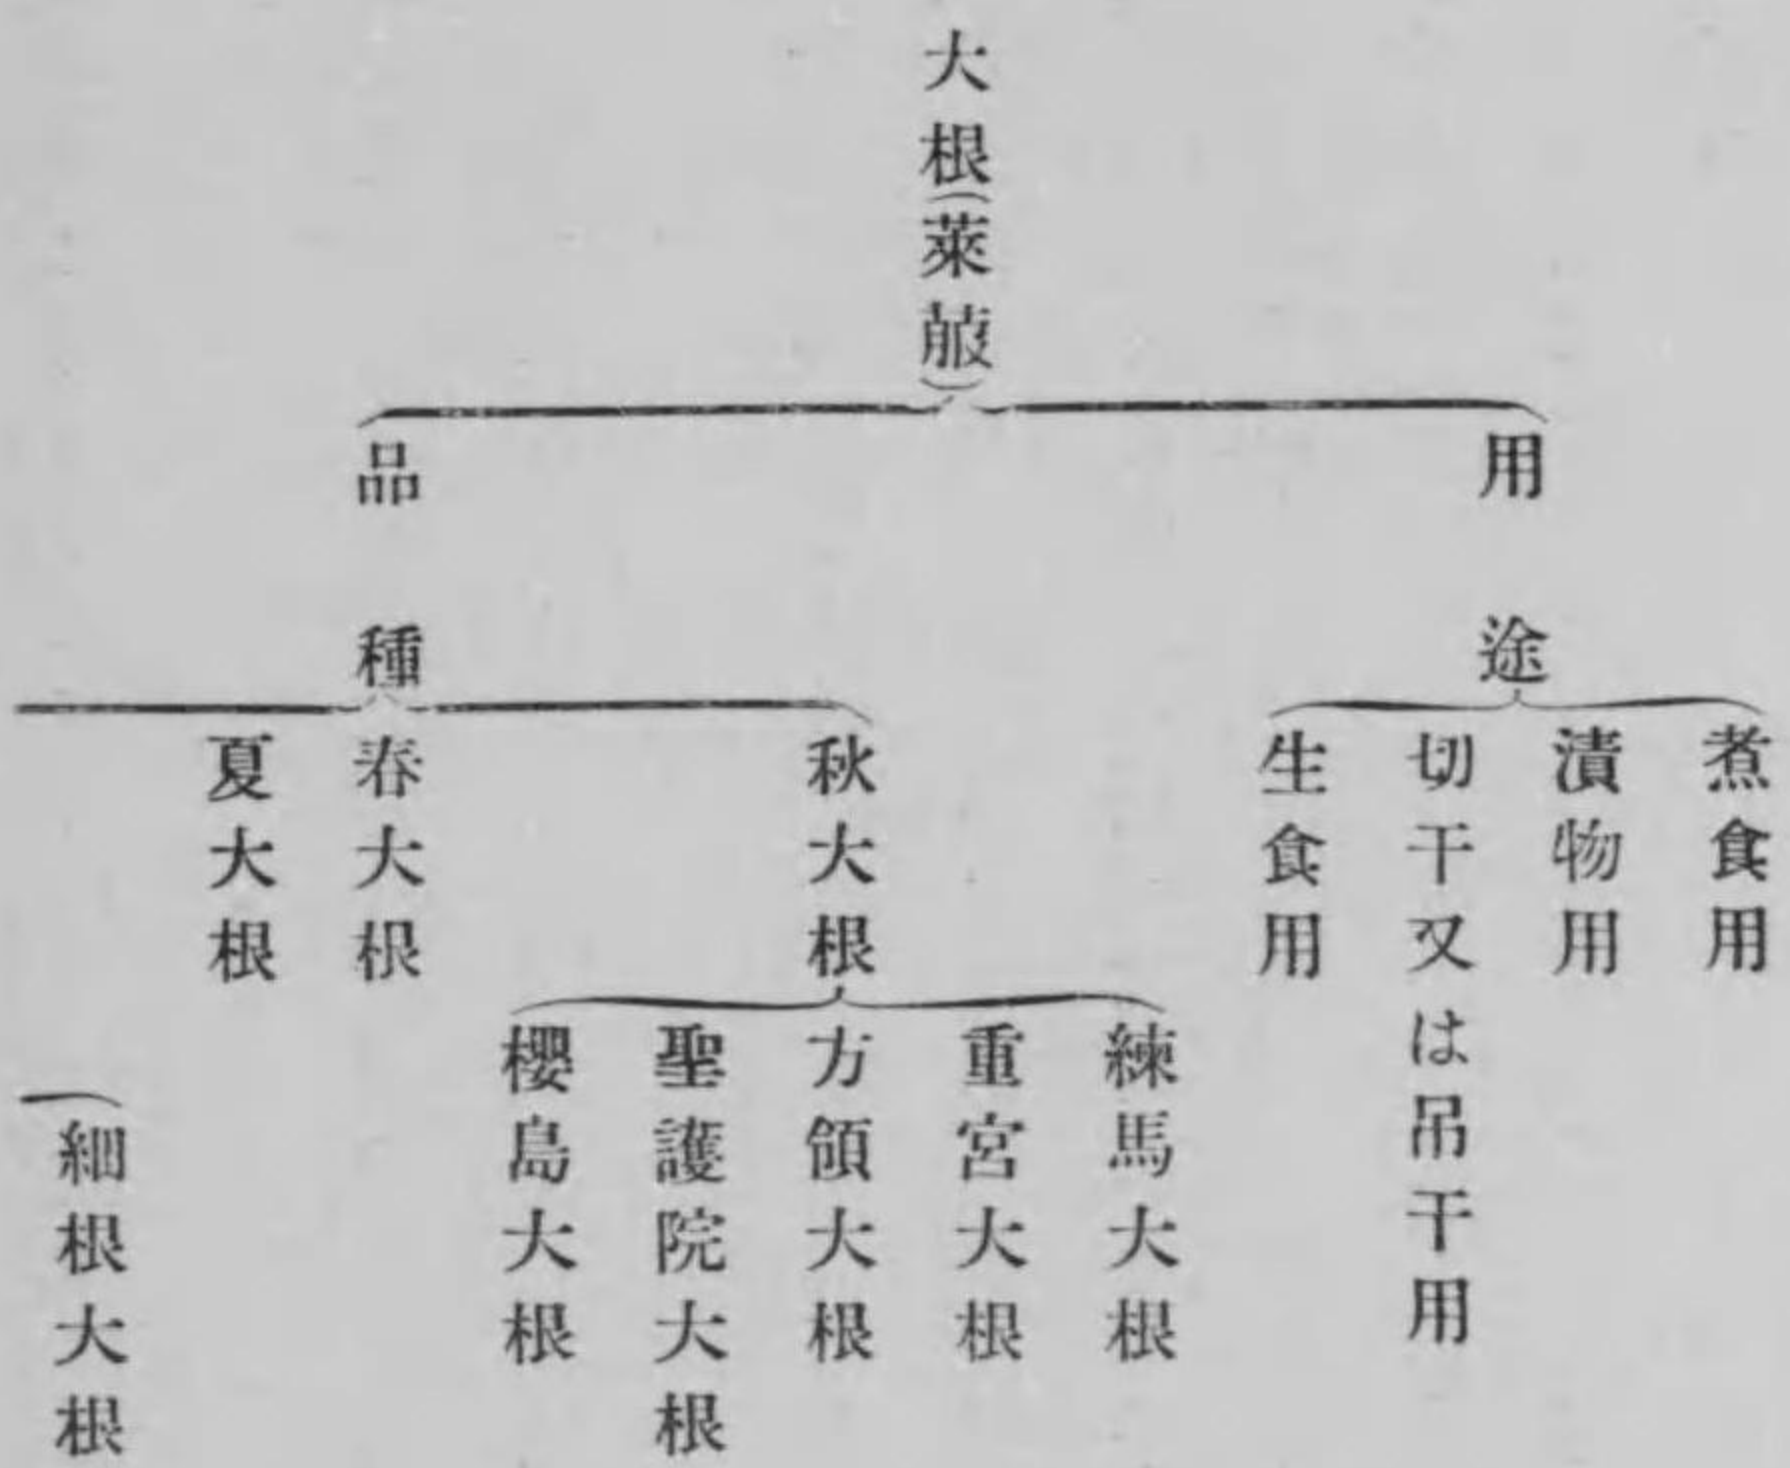 大根(萊菔)
用途
煮食用
漬物用
切干又は吊干用
生食用
品種
秋大根
練馬大根
重宮大根
方領大根
聖護院大根
櫻島大根
春大根
夏大根
細根大根